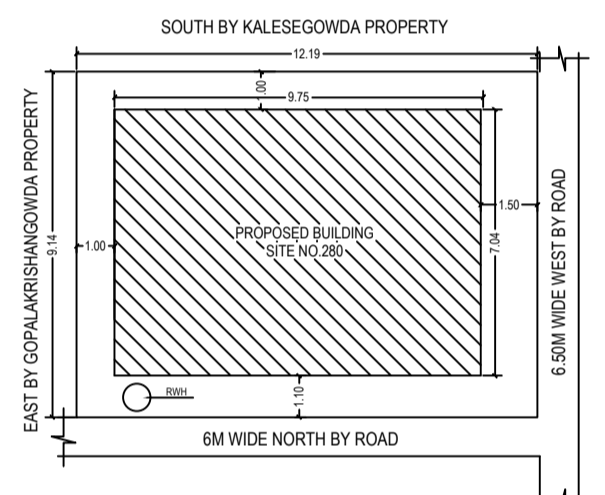 SOUTH BY KALESEGOWDA PROPERTY
12.19
1.00
9.75
EAST BY GOPALAKRISHANGOWDA PROPERTY
9.14
1.00
PROPOSED BUILDING
SITE NO.280
7.04
1.50
6.50M WIDE WEST BY ROAD
RWH
1.10
6M WIDE NORTH BY ROAD